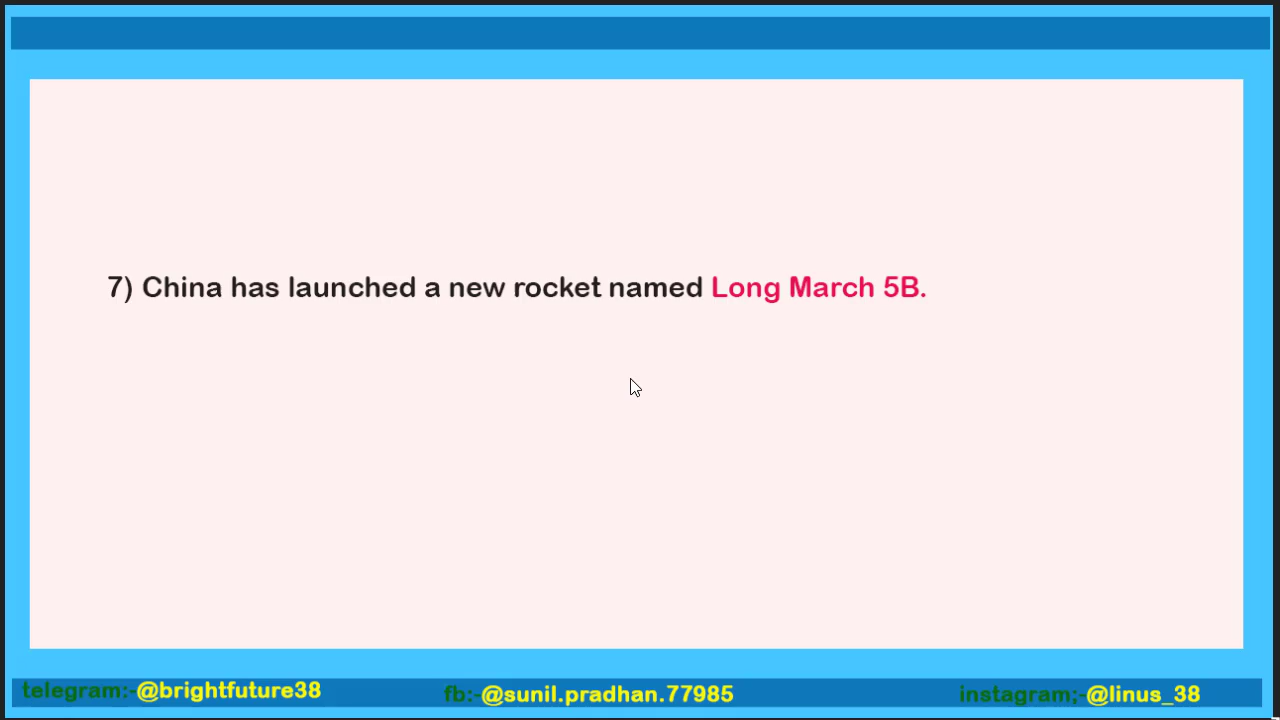 7) China has launched a new rocket named Long March 5B.
telegram:-@brightfuture38 fb:-@sunil.pradhan.77985 instagram;-@linus_38